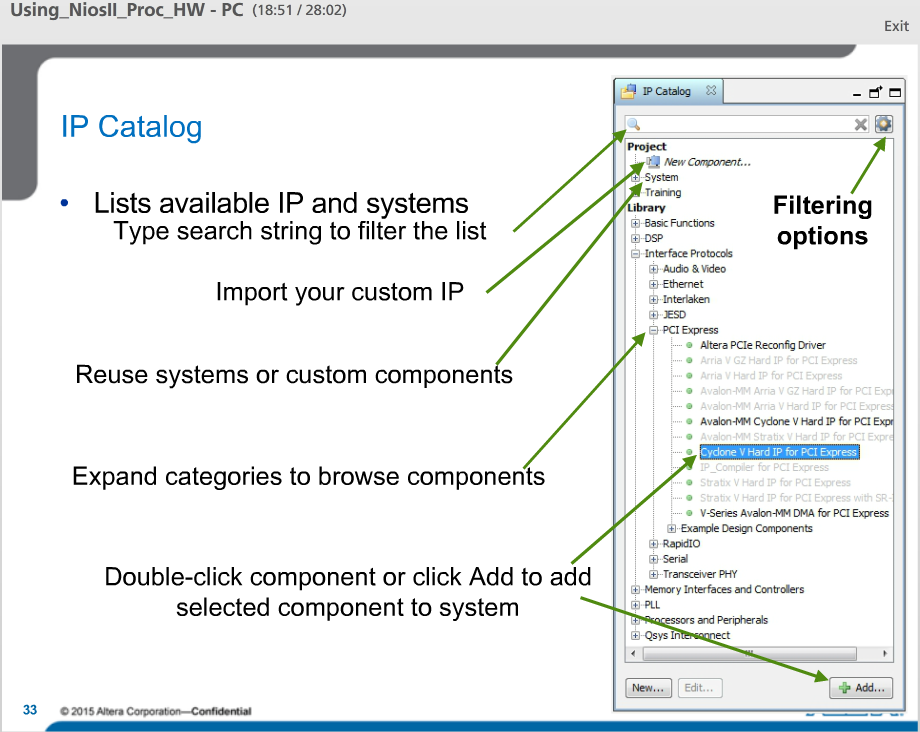 Using_NiosII_Proc_HW - PC (18:51 / 28:02)
Exit
IP Catalog
• Lists available IP and systems
Type search string to filter the list
Import your custom IP
Reuse systems or custom components
Expand categories to browse components
Double-click component or click Add to add
selected component to system
IP Catalog
Project
New Component...
System
Training
Library
Basic Functions
DSP
Interface Protocols
Audio & Video
Ethernet
Interlaken
JESD
PCI Express
Altera PCIe Reconfig Driver
Arria V GZ Hard IP for PCI Express
Arria V Hard IP for PCI Express
Avalon-MM Arria V GZ Hard IP for PCI Exp
Avalon-MM Arria V Hard IP for PCI Express
Avalon-MM Cyclone V Hard IP for PCI Expr
Avalon-MM Stratix V Hard IP for PCI Expre
Cyclone V Hard IP for PCI Express
IP_Compiler for PCI Express
Stratix V Hard IP for PCI Express
Stratix V Hard IP for PCI Express with SR-
V-Series Avalon-MM DMA for PCI Express
Example Design Components
RapidIO
Serial
Transceiver PHY
Memory Interfaces and Controllers
PLL
Processors and Peripherals
Qsys Interconnect
New...
Edit...
Add...
Filtering
options
33
© 2015 Altera Corporation—Confidential